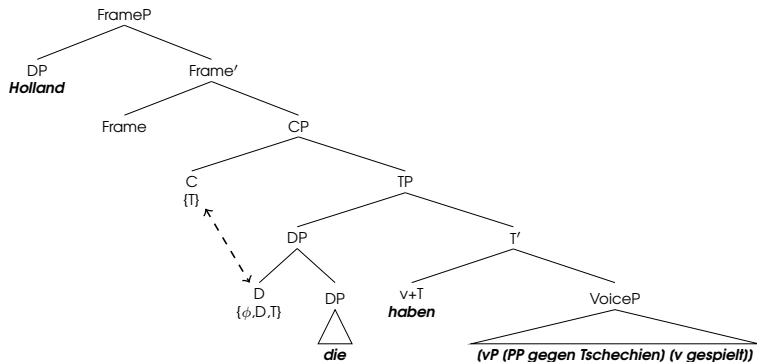 FrameP
DP Frame′
Holland
Frame CP
C TP
{T}
DP T′
D DP v+T VoiceP
{ϕ,D,T} haben
die (vP (PP gegen Tschechien) (v gespielt))